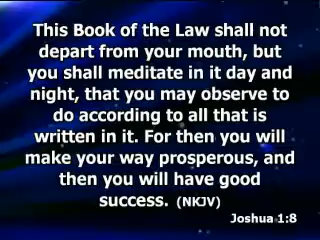 This Book of the Law shall not
depart from your mouth, but
you shall meditate in it day and
night, that you may observe to
do according to all that is
written in it. For then you will
make your way prosperous, and
then you will have good
success. (NKJV)
Joshua 1:8